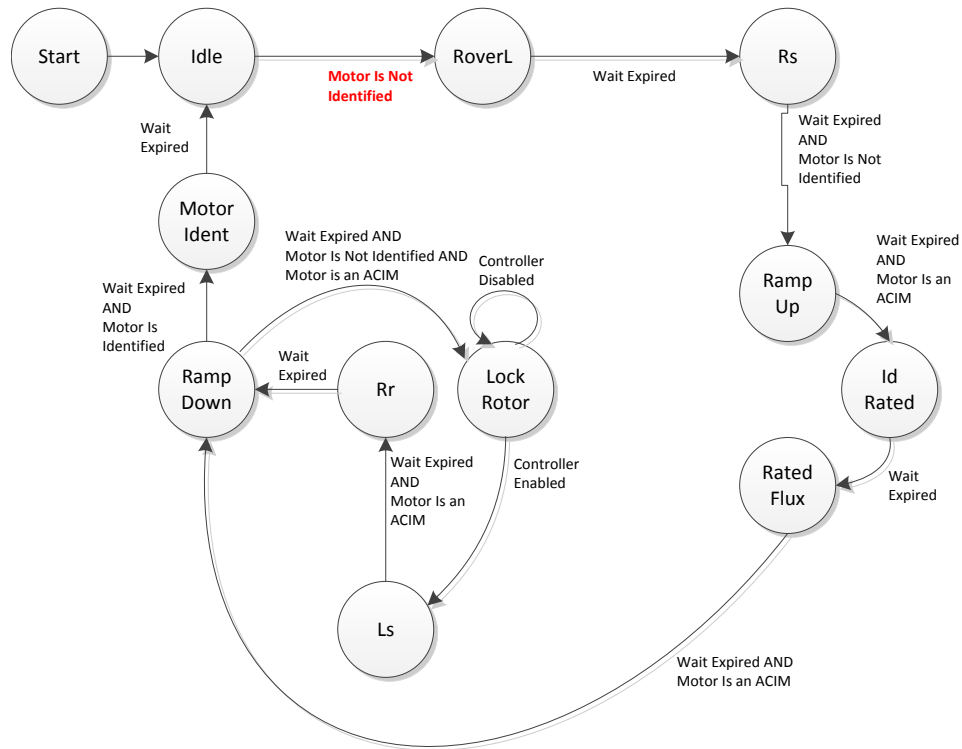 Start
Idle
RoverL
Rs
Motor Is Not
Identified
Wait Expired
Wait Expired
AND
Motor Is Not
Identified
Wait
Expired
Motor
Ident
Wait Expired AND
Motor Is Not Identified AND
Motor is an ACIM
Controller
Disabled
Ramp
Up
Wait Expired
AND
Motor Is an
ACIM
Wait Expired
AND
Motor Is
Identified
Ramp
Down
Wait
Expired
Rr
Lock
Rotor
Id
Rated
Wait Expired
AND
Motor Is an
ACIM
Controller
Enabled
Rated
Flux
Wait
Expired
Ls
Wait Expired AND
Motor Is an ACIM